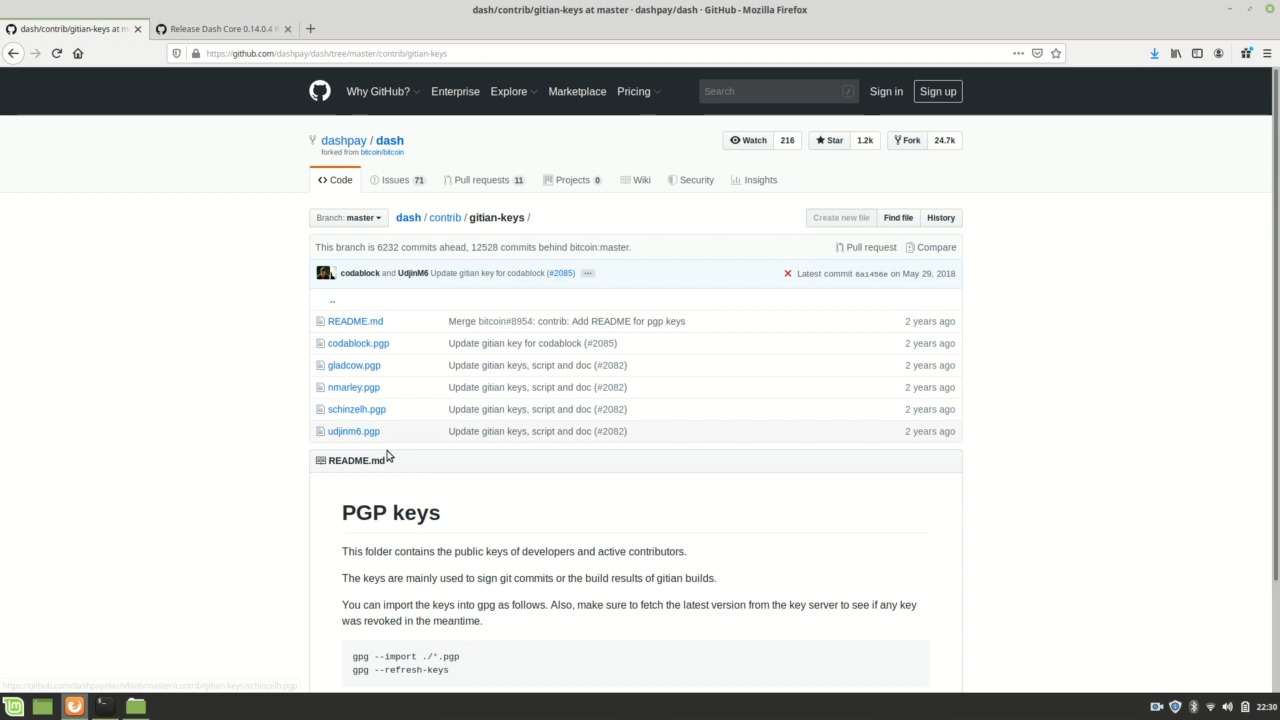 dash/contrib/gitian-keys at master · dashpay/dash · GitHub - Mozilla Firefox
dash/contrib/gitian-keys at m
Release Dash Core 0.14.0.4 R
https://github.com/dashpay/dash/tree/master/contrib/gitian-keys
Why GitHub? Enterprise Explore Marketplace Pricing Search / Sign in Sign up
dashpay / dash
forked from bitcoin/bitcoin
Watch 216 Star 1.2k Fork 24.7k
Code Issues 71 Pull requests 11 Projects 0 Wiki Security Insights
Branch: master dash / contrib / gitian-keys / Create new file Find file History
This branch is 6232 commits ahead, 12528 commits behind bitcoin:master. Pull request Compare
codablock and UdjinM6 Update gitian key for codablock (#2085) ... Latest commit 6a1456e on May 29, 2018
..
README.md Merge bitcoin#8954: contrib: Add README for pgp keys 2 years ago
codablock.pgp Update gitian key for codablock (#2085) 2 years ago
gladcow.pgp Update gitian keys, script and doc (#2082) 2 years ago
nmarley.pgp Update gitian keys, script and doc (#2082) 2 years ago
schinzelh.pgp Update gitian keys, script and doc (#2082) 2 years ago
udjinm6.pgp Update gitian keys, script and doc (#2082) 2 years ago
README.md
PGP keys
This folder contains the public keys of developers and active contributors.
The keys are mainly used to sign git commits or the build results of gitian builds.
You can import the keys into gpg as follows. Also, make sure to fetch the latest version from the key server to see if any key
was revoked in the meantime.
gpg --import ./*.pgp
gpg --refresh-keys
https://github.com/dashpay/dash/blob/master/contrib/gitian-keys/schinzelh.pgp
22:30